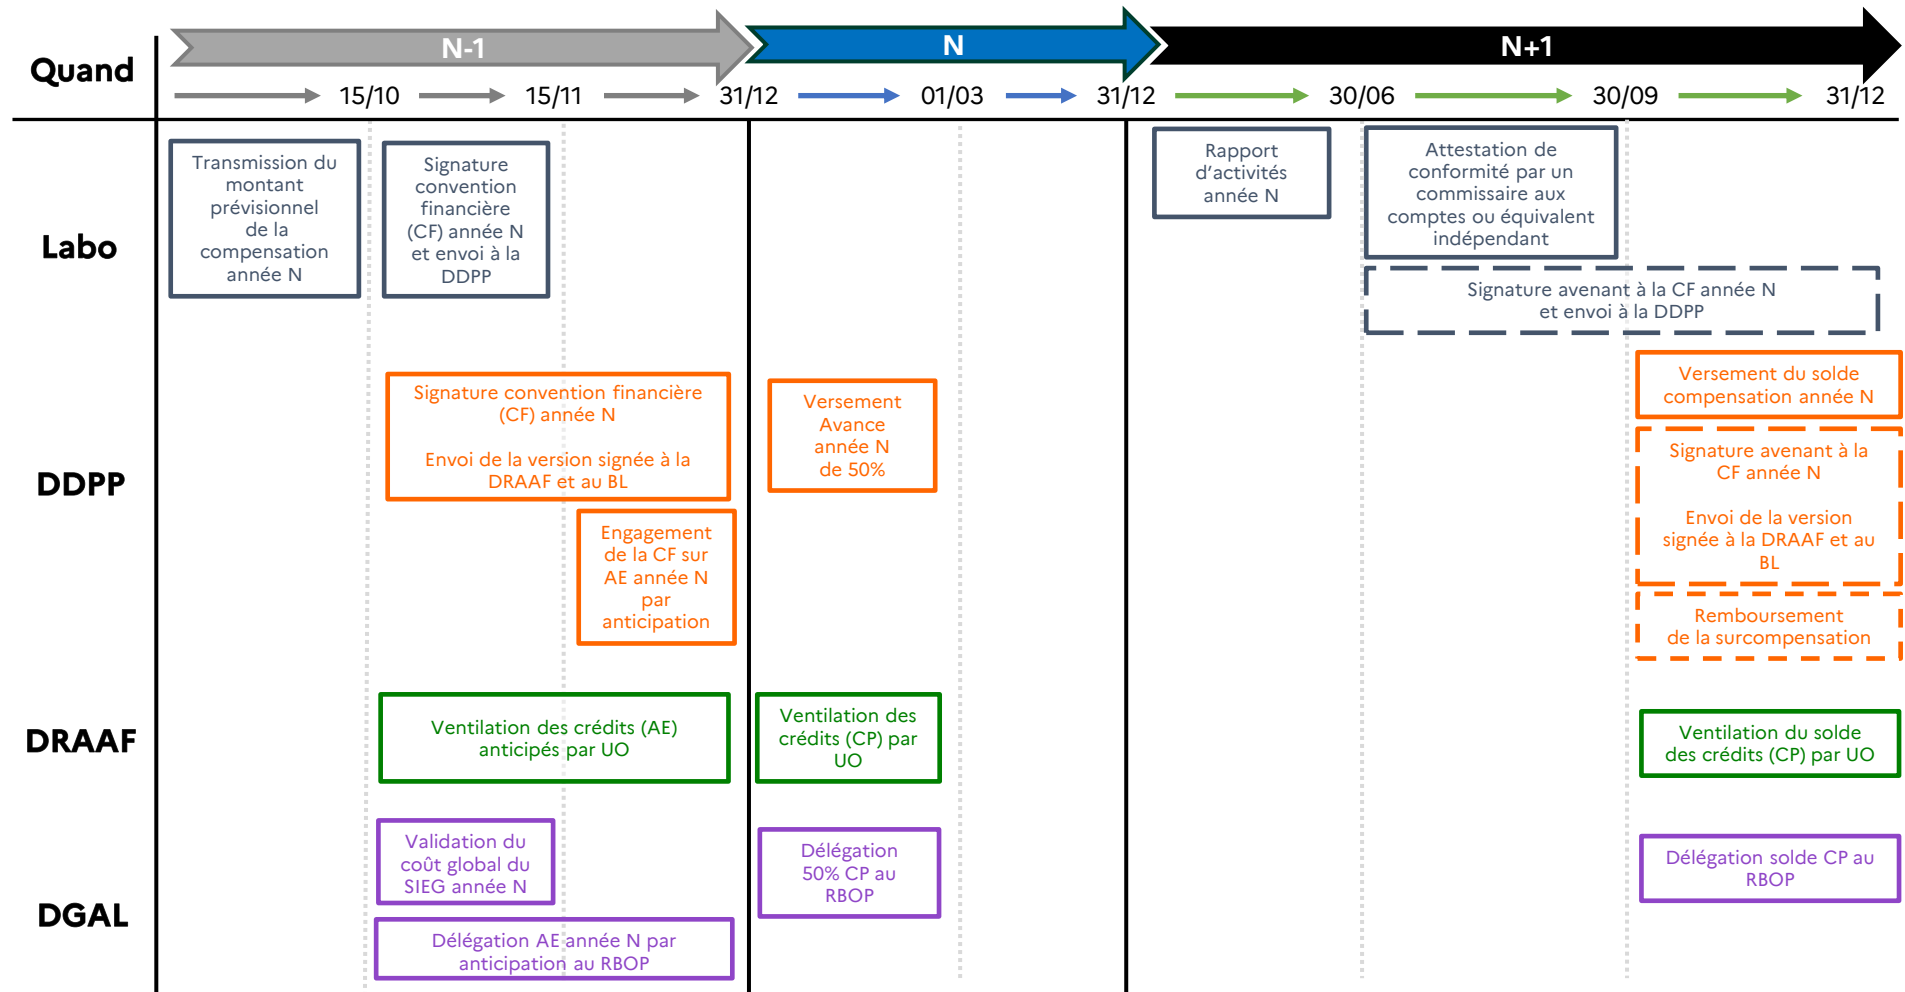 Quand
N-1
N
N+1
15/10
15/11
31/12
01/03
31/12
30/06
30/09
31/12
Labo
Transmission du
montant
prévisionnel
de la
compensation
année N
Signature
convention
financière
(CF) année N
et envoi à la
DDPP
Rapport
d'activités
année N
Attestation de
conformité par un
commissaire aux
comptes ou équivalent
indépendant
Signature avenant à la CF année N
et envoi à la DDPP
DDPP
Signature convention financière
(CF) année N
Envoi de la version signée à la
DRAAF et au BL
Engagement
de la CF sur
AE année N
par
anticipation
Versement
Avance
année N
de 50%
Versement du solde
compensation année N
Signature avenant à la
CF année N
Envoi de la version
signée à la DRAAF et au
BL
Remboursement
de la surcompensation
DRAAF
Ventilation des crédits (AE)
anticipés par UO
Ventilation des
crédits (CP) par
UO
Ventilation du solde
des crédits (CP) par UO
DGAL
Validation du
coût global du
SIEG année N
Délégation AE année N par
anticipation au RBOP
Délégation
50% CP au
RBOP
Délégation solde CP au
RBOP